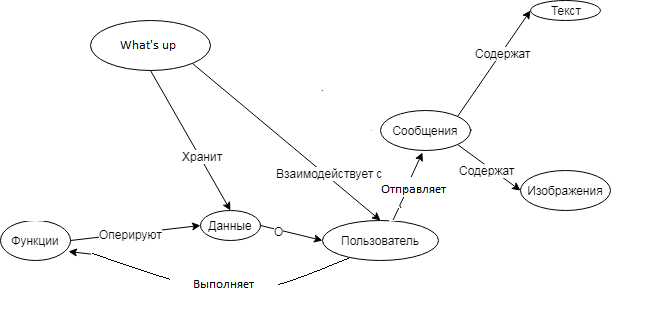 Текст
What's up
Содержат
Сообщения
Хранит
Взаимодействует с
Содержат
Отправляет
Изображения
Данные
Функции
Оперируют
О
Пользователь
Выполняет